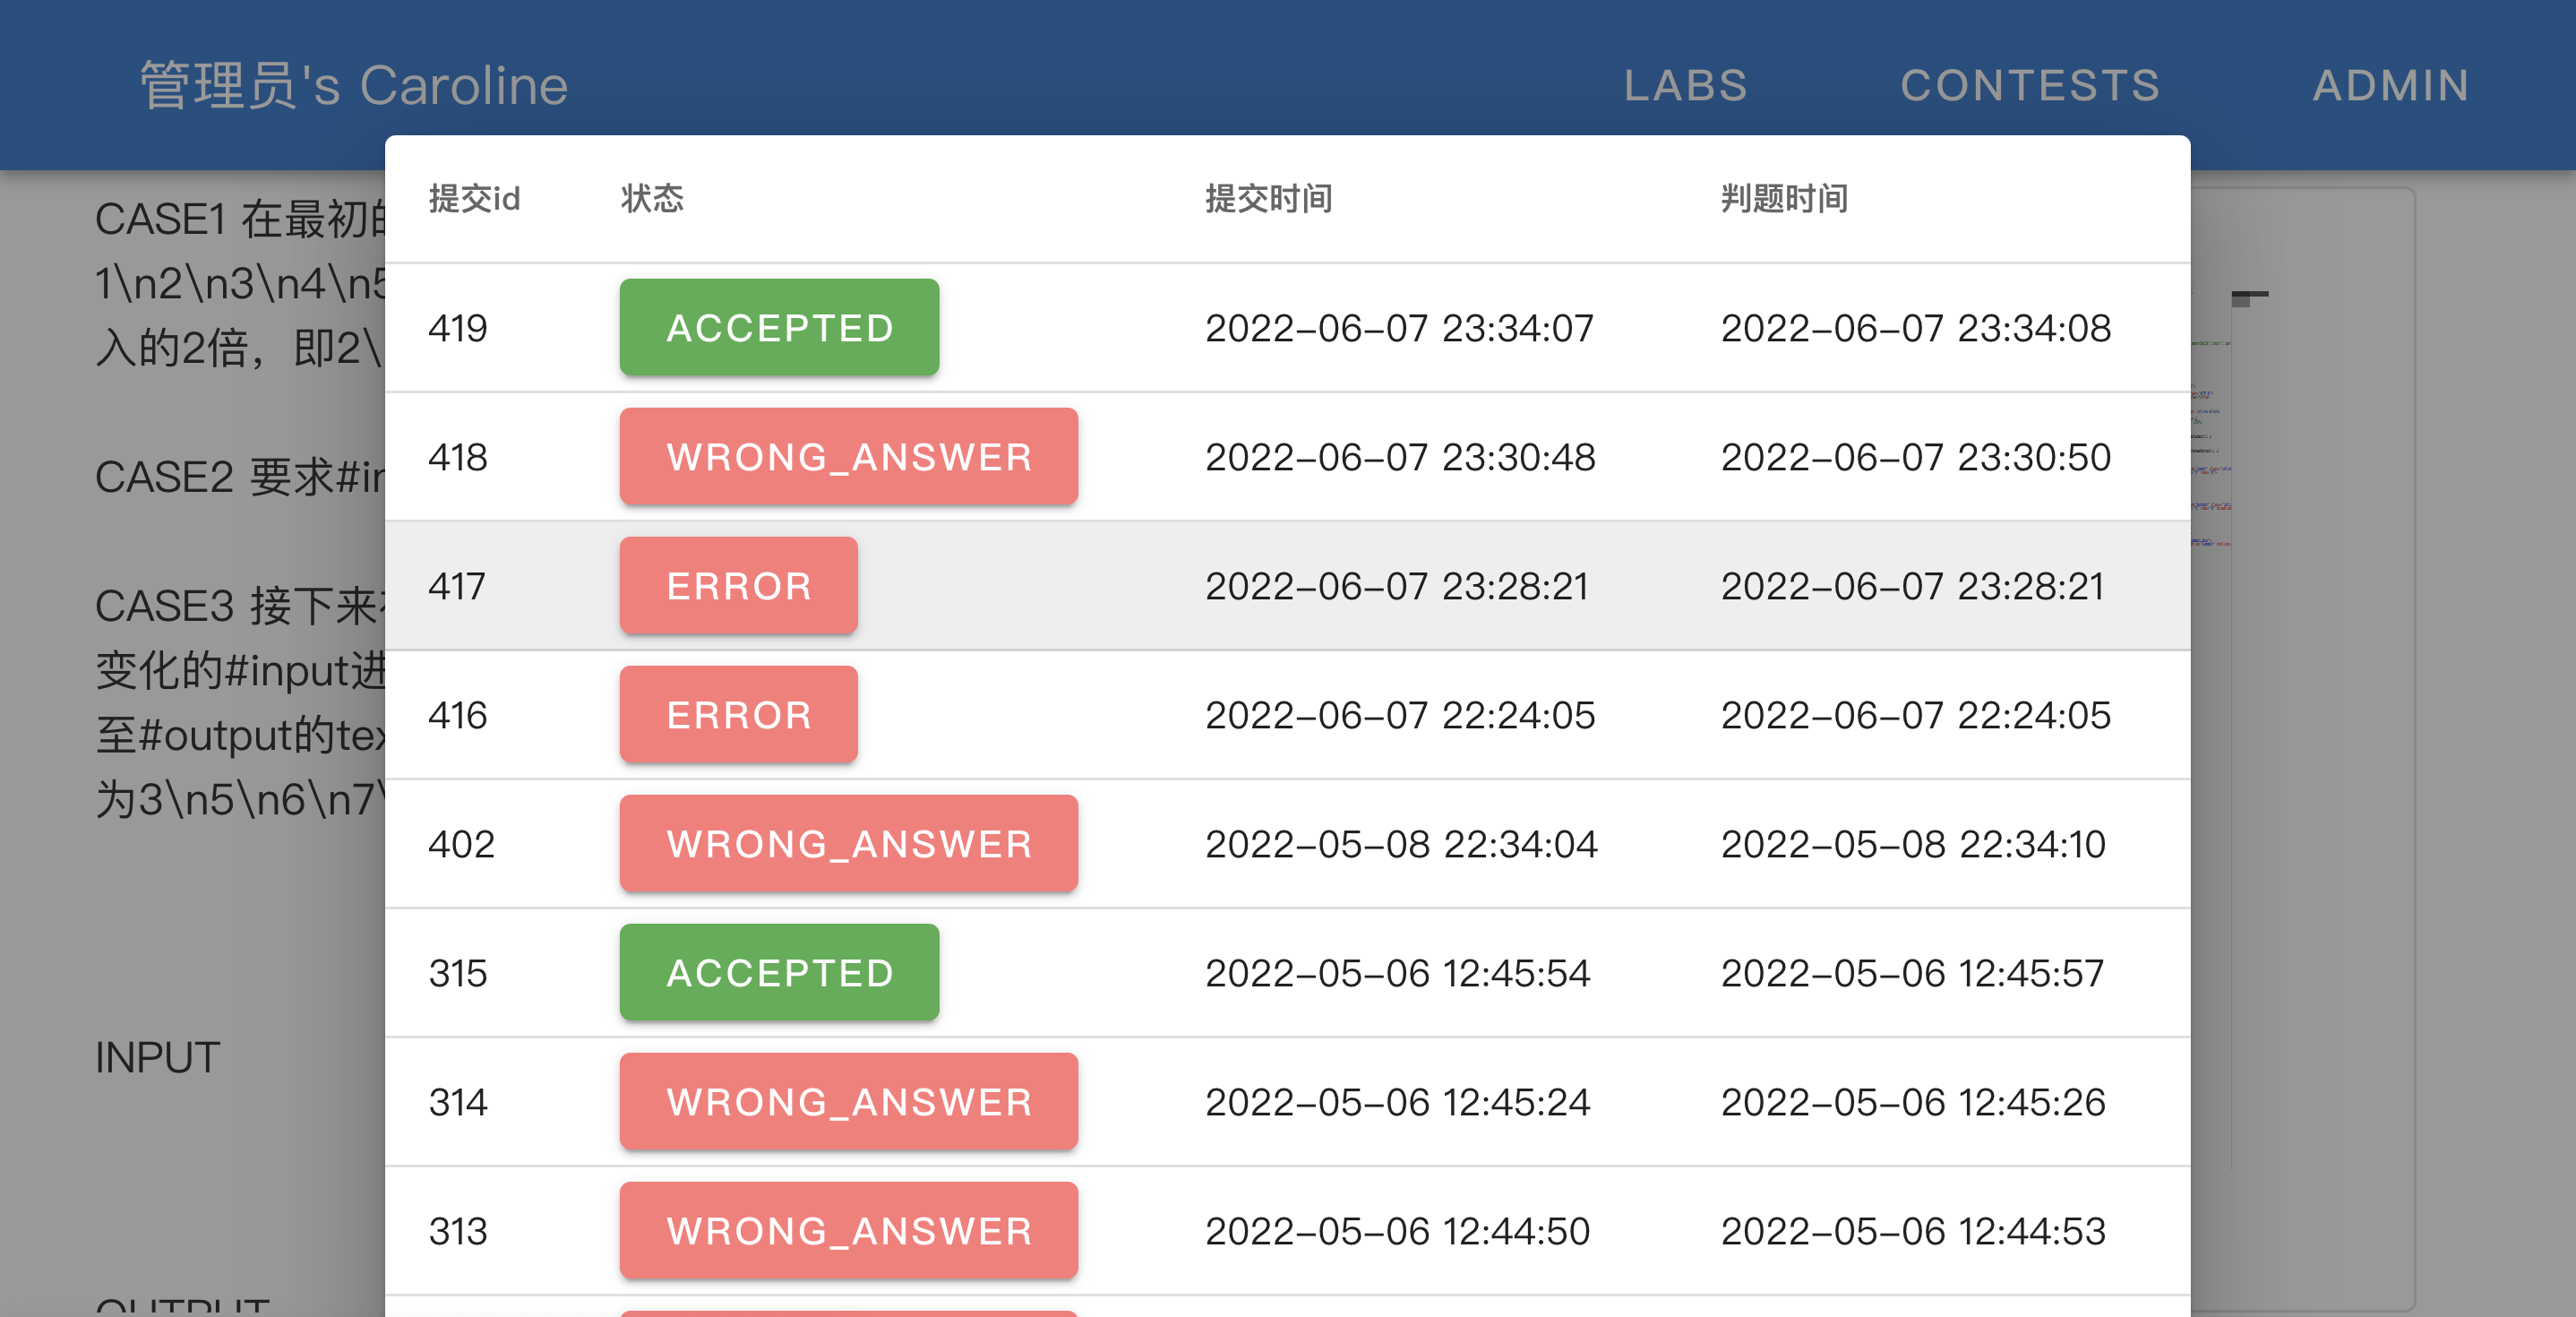 管理员's Caroline LABS CONTESTS ADMIN
CASE1 在最初
1\n2\n3\n4\n5
入的2倍，即2\
CASE2 要求#in
CASE3 接下来
变化的#input进
至#output的tex
为3\n5\n6\n7\
INPUT
OUTPUT
提交id 状态 提交时间 判题时间
419 ACCEPTED 2022-06-07 23:34:07 2022-06-07 23:34:08
418 WRONG_ANSWER 2022-06-07 23:30:48 2022-06-07 23:30:50
417 ERROR 2022-06-07 23:28:21 2022-06-07 23:28:21
416 ERROR 2022-06-07 22:24:05 2022-06-07 22:24:05
402 WRONG_ANSWER 2022-05-08 22:34:04 2022-05-08 22:34:10
315 ACCEPTED 2022-05-06 12:45:54 2022-05-06 12:45:57
314 WRONG_ANSWER 2022-05-06 12:45:24 2022-05-06 12:45:26
313 WRONG_ANSWER 2022-05-06 12:44:50 2022-05-06 12:44:53